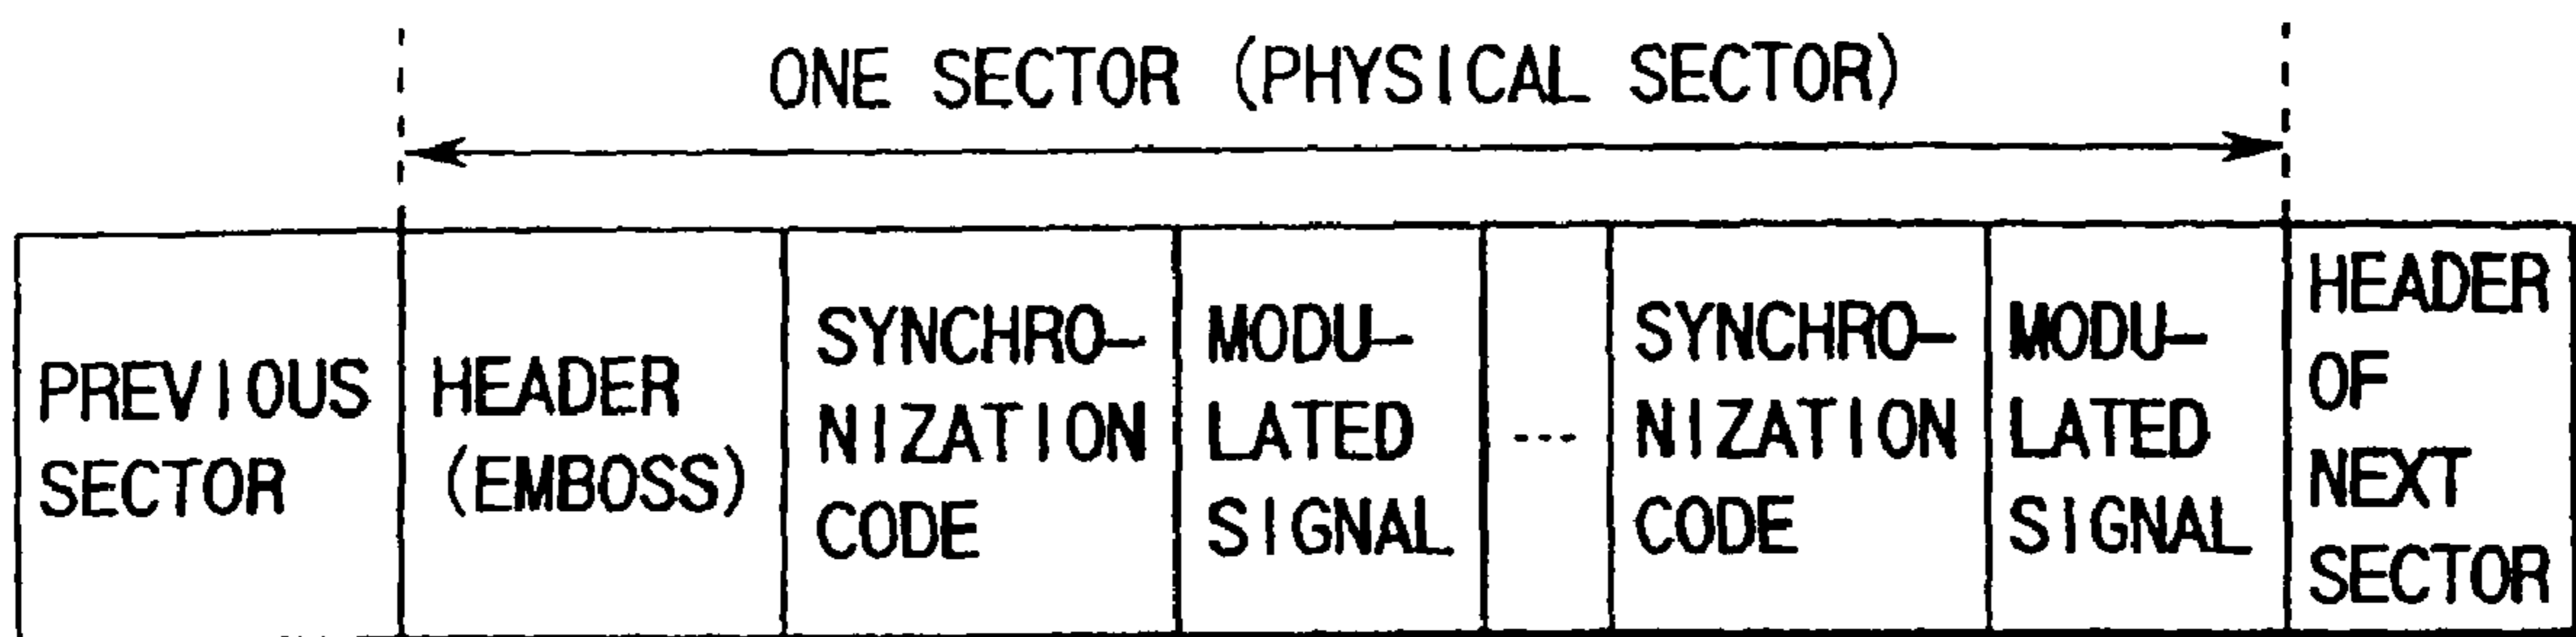 ONE SECTOR (PHYSICAL SECTOR)
PREVIOUS
SECTOR
HEADER
(EMBOSS)
SYNCHRO-
NIZATION
CODE
MODU-
LATED
SIGNAL
---
SYNCHRO-
NIZATION
CODE
MODU-
LATED
SIGNAL
HEADER
OF
NEXT
SECTOR